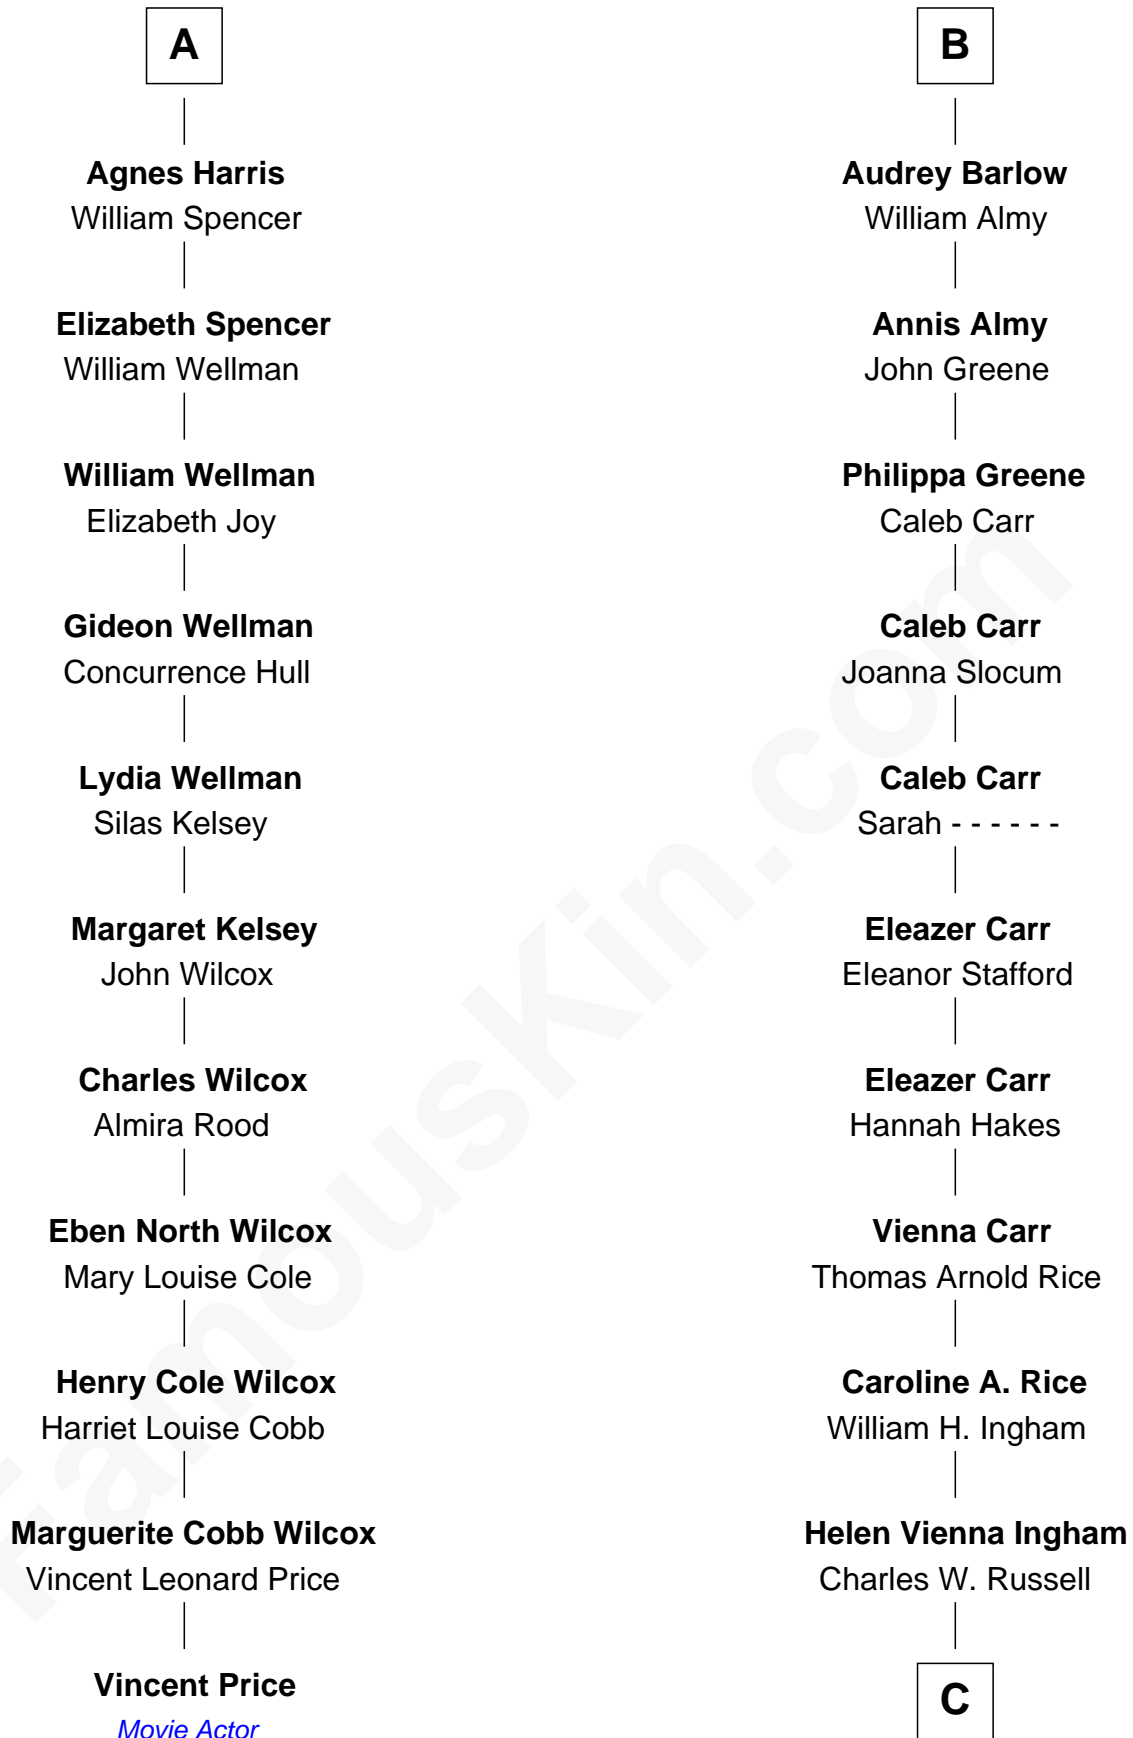 A
Agnes Harris
William Spencer
Elizabeth Spencer
William Wellman
William Wellman
Elizabeth Joy
Gideon Wellman
Concurrence Hull
Lydia Wellman
Silas Kelsey
Margaret Kelsey
John Wilcox
Charles Wilcox
Almira Rood
Eben North Wilcox
Mary Louise Cole
Henry Cole Wilcox
Harriet Louise Cobb
Marguerite Cobb Wilcox
Vincent Leonard Price
Vincent Price
Movie Actor
B
Audrey Barlow
William Almy
Annis Almy
John Greene
Philippa Greene
Caleb Carr
Caleb Carr
Joanna Slocum
Caleb Carr
Sarah - - - - - -
Eleazer Carr
Eleanor Stafford
Eleazer Carr
Hannah Hakes
Vienna Carr
Thomas Arnold Rice
Caroline A. Rice
William H. Ingham
Helen Vienna Ingham
Charles W. Russell
C
FamousKin.com